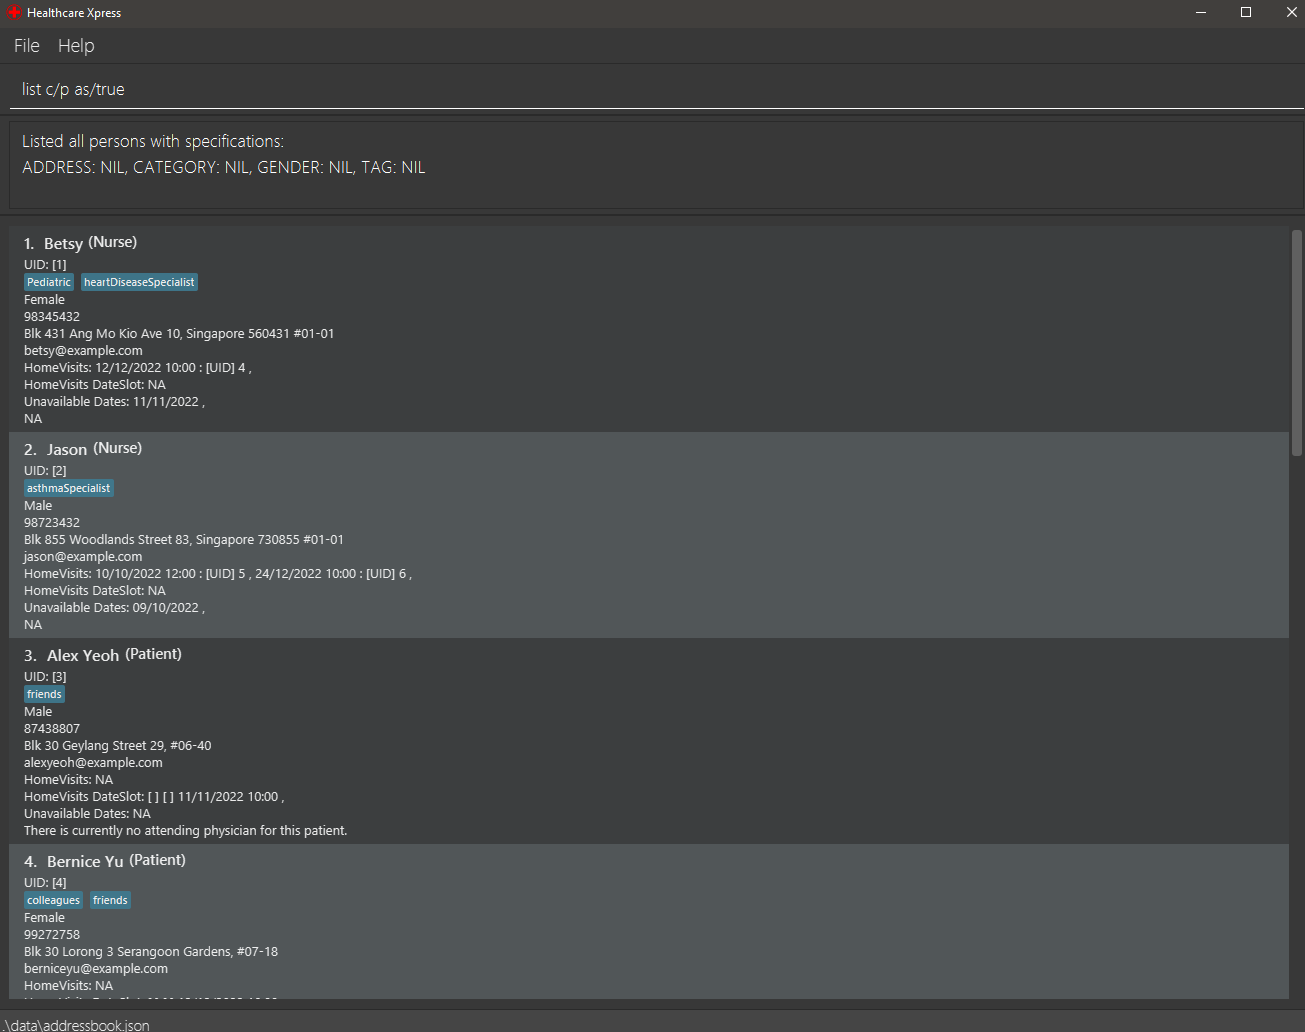 Healthcare Xpress
File Help
list c/p as/true
Listed all persons with specifications:
ADDRESS: NIL, CATEGORY: NIL, GENDER: NIL, TAG: NIL
1. Betsy (Nurse)
UID: [1]
Pediatric heartDiseaseSpecialist
Female
98345432
Blk 431 Ang Mo Kio Ave 10, Singapore 560431 #01-01
betsy@example.com
HomeVisits: 12/12/2022 10:00 : [UID] 4 ,
HomeVisits DateSlot: NA
Unavailable Dates: 11/11/2022 ,
NA
2. Jason (Nurse)
UID: [2]
asthmaSpecialist
Male
98723432
Blk 855 Woodlands Street 83, Singapore 730855 #01-01
jason@example.com
HomeVisits: 10/10/2022 12:00 : [UID] 5 , 24/12/2022 10:00 : [UID] 6 ,
HomeVisits DateSlot: NA
Unavailable Dates: 09/10/2022 ,
NA
3. Alex Yeoh (Patient)
UID: [3]
friends
Male
87438807
Blk 30 Geylang Street 29, #06-40
alexyeoh@example.com
HomeVisits: NA
HomeVisits DateSlot: [ ] [ ] 11/11/2022 10:00 ,
Unavailable Dates: NA
There is currently no attending physician for this patient.
4. Bernice Yu (Patient)
UID: [4]
colleagues friends
Female
99272758
Blk 30 Lorong 3 Serangoon Gardens, #07-18
berniceyu@example.com
HomeVisits: NA
.\data\addressbook.json